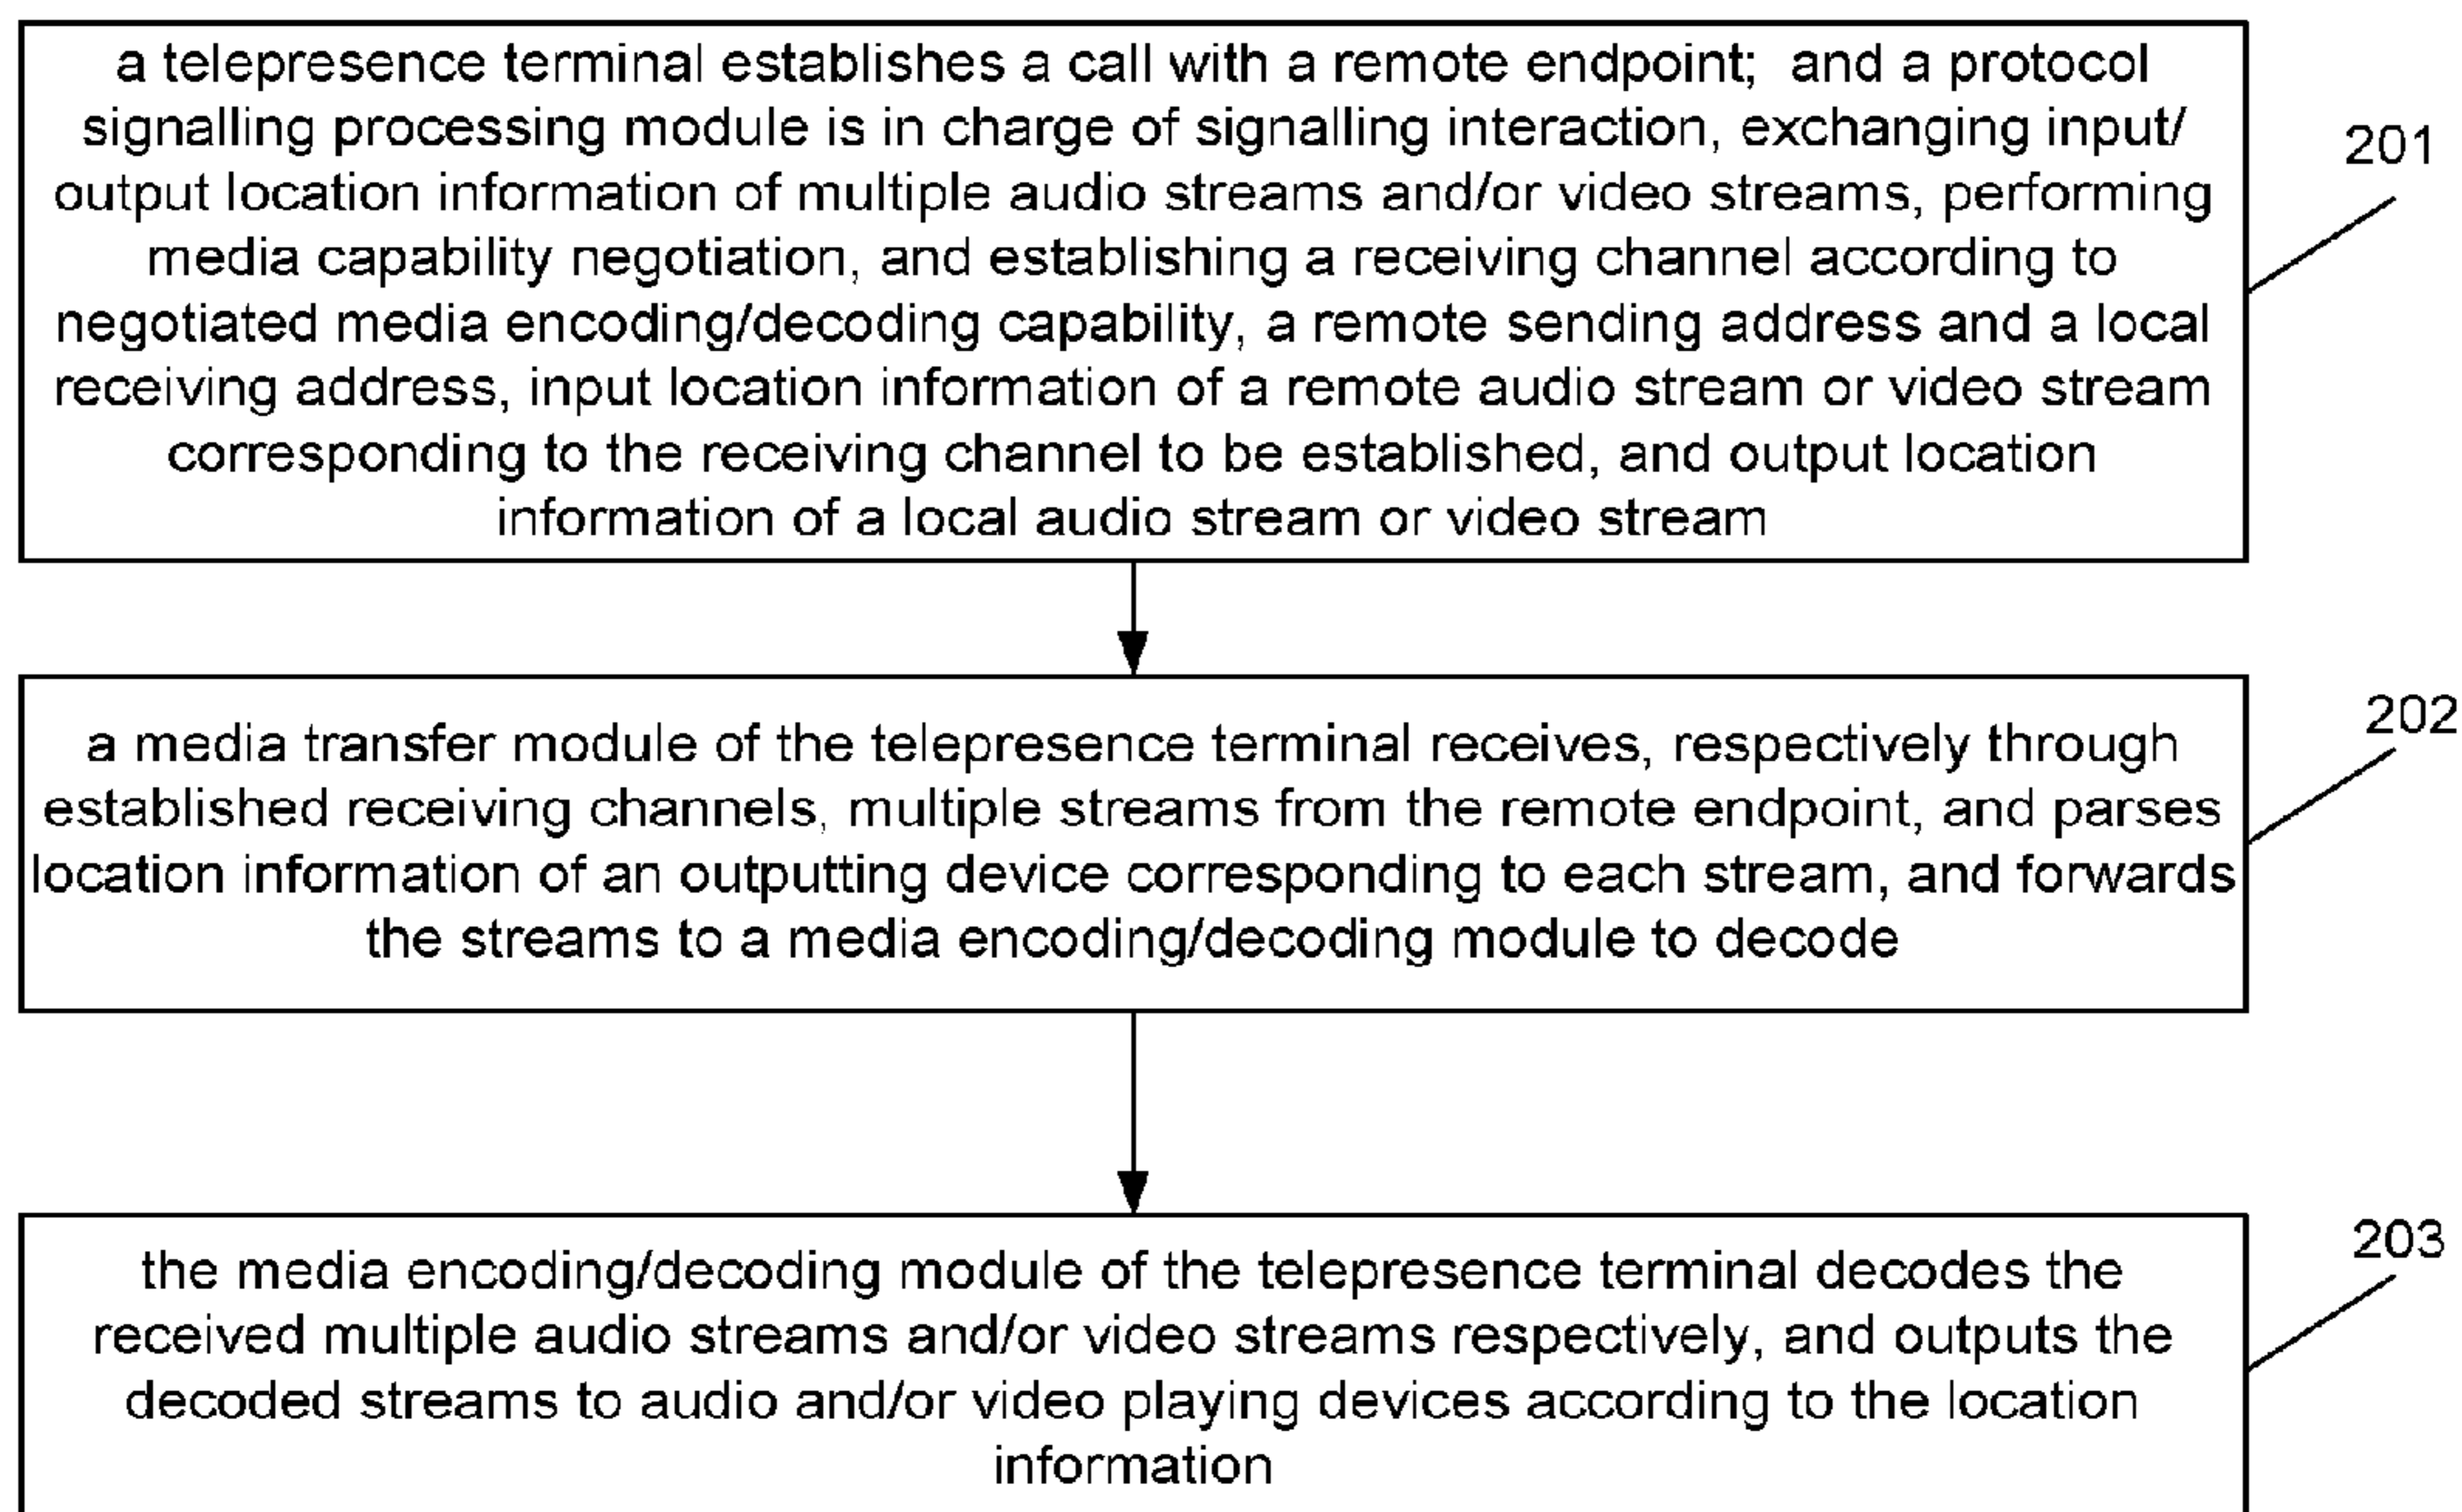 a telepresence terminal establishes a call with a remote endpoint; and a protocol
signalling processing module is in charge of signalling interaction, exchanging input/
output location information of multiple audio streams and/or video streams, performing
media capability negotiation, and establishing a receiving channel according to
negotiated media encoding/decoding capability, a remote sending address and a local
receiving address, input location information of a remote audio stream or video stream
corresponding to the receiving channel to be established, and output location
information of a local audio stream or video stream
201
a media transfer module of the telepresence terminal receives, respectively through
established receiving channels, multiple streams from the remote endpoint, and parses
location information of an outputting device corresponding to each stream, and forwards
the streams to a media encoding/decoding module to decode
202
the media encoding/decoding module of the telepresence terminal decodes the
received multiple audio streams and/or video streams respectively, and outputs the
decoded streams to audio and/or video playing devices according to the location
information
203